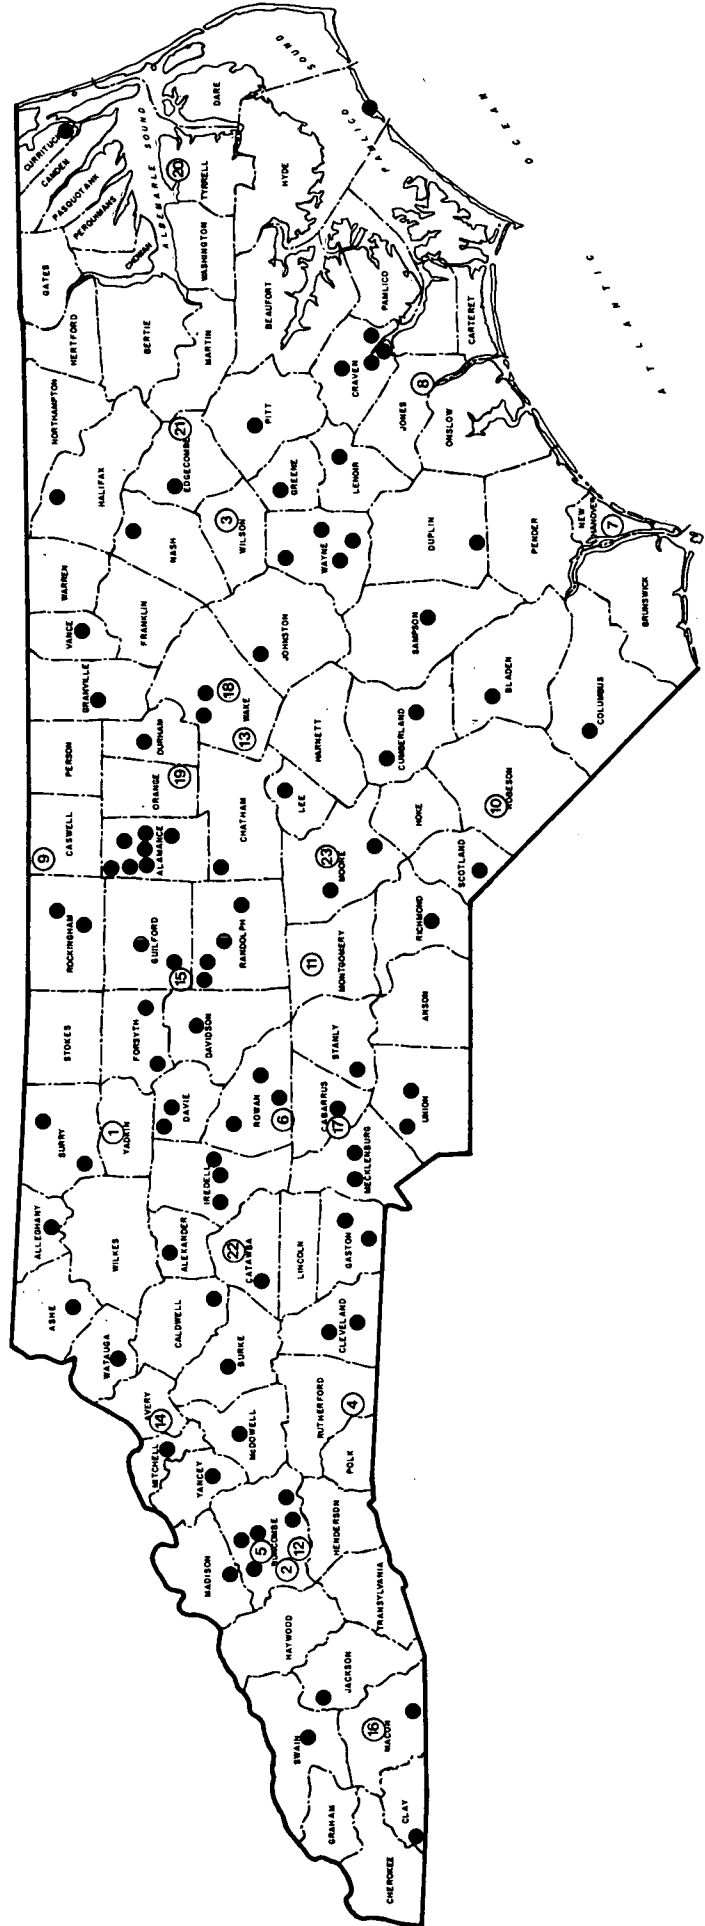 CHEROKEE
GRAHAM
CLAY
SWAIN
MACON
16
JACKSON
HAYWOOD
TRANSYLVANIA
MADISON
BUNCOMBE
5
2
12
HENDERSON
YANCEY
MITCHELL
AVERY
14
McDOWELL
POLK
RUTHERFORD
4
WATAUGA
ASHE
CALDWELL
BURKE
CLEVELAND
ALLEGHANY
WILKES
ALEXANDER
CATAWBA
22
LINCOLN
GASTON
SURRY
YADKIN
1
IREDELL
DAVIE
ROWAN
6
CABARRUS
17
MECKLENBURG
STOKES
FORSYTH
DAVIDSON
STANLY
UNION
ANSON
ROCKINGHAM
GUILFORD
15
RANDOLPH
MONTGOMERY
11
RICHMOND
CASWELL
9
ALAMANCE
CHATHAM
MOORE
23
SCOTLAND
HOKE
LEE
PERSON
ORANGE
19
DURHAM
WAKE
13
18
HARNETT
CUMBERLAND
ROBESON
10
GRANVILLE
VANCE
WARREN
FRANKLIN
JOHNSTON
SAMPSON
BLADEN
COLUMBUS
BRUNSWICK
HALIFAX
NASH
WILSON
3
WAYNE
DUPLIN
PENDER
NEW
HANOVER
7
NORTHAMPTON
EDGECOMBE
21
PITT
GREENE
LENOIR
JONES
8
ONSLOW
HERTFORD
BERTIE
MARTIN
BEAUFORT
CRAVEN
PAMLICO
CARTERET
GATES
CHOWAN
PERQUIMANS
PASQUOTANK
CAMDEN
CURRITUCK
ALBEMARLE SOUND
WASHINGTON
TYRRELL
20
DARE
HYDE
PAMLICO SOUND
ATLANTIC OCEAN